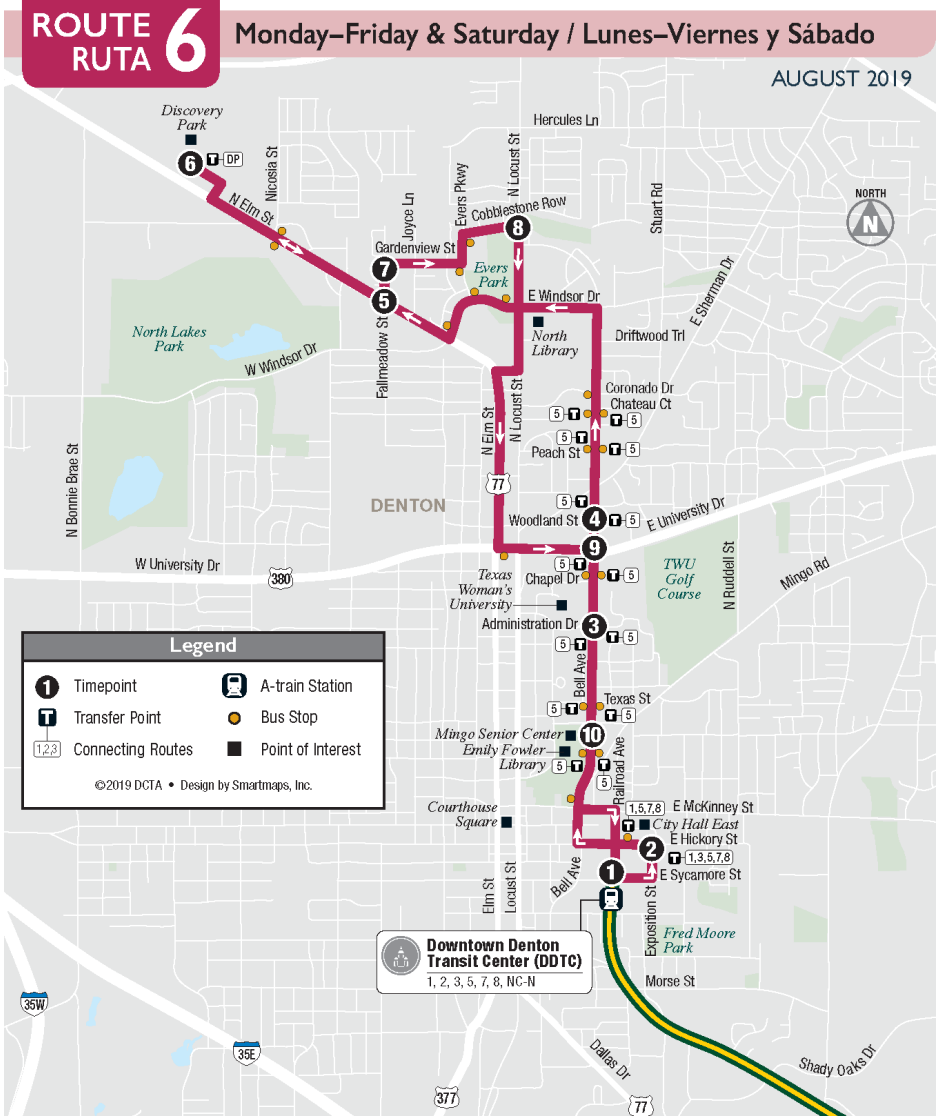 ROUTE
RUTA
6
Monday–Friday & Saturday / Lunes–Viernes y Sábado
AUGUST 2019
Discovery
Park
6
T
DP
Nicosia St
N Elm St
Hercules Ln
N Locust St
Evers Pkwy
Joyce Ln
Cobblestone Row
8
Stuart Rd
NORTH
N
Gardenview St
7
5
Evers
Park
E Windsor Dr
E Sherman Dr
North Lakes
Park
W Windsor Dr
Fallmeadow St
North
Library
Driftwood Trl
Coronado Dr
Chateau Ct
5 T
T 5
5 T
Peach St
T 5
N Elm St
N Locust St
77
N Bonnie Brae St
DENTON
5 T
Woodland St
4
T 5
E University Dr
9
W University Dr
380
5 T
Chapel Dr
T 5
Texas
Woman's
University
TWU
Golf
Course
N Ruddell St
Mingo Rd
Administration Dr
3
T 5
5 T
Bell Ave
Texas St
5 T
T 5
Mingo Senior Center
10
Emily Fowler
Library
5 T
T
5
Railroad Ave
Legend
1 Timepoint
A-train Station
T Transfer Point
Bus Stop
1,2,3 Connecting Routes
Point of Interest
©2019 DCTA • Design by Smartmaps, Inc.
Courthouse
Square
1,5,7,8
E McKinney St
T
City Hall East
E Hickory St
2
T 1,3,5,7,8
1
E Sycamore St
Bell Ave
Elm St
Locust St
Exposition St
Fred Moore
Park
Downtown Denton
Transit Center (DDTC)
1, 2, 3, 5, 7, 8, NC-N
Morse St
35W
35E
377
Dallas Dr
77
Shady Oaks Dr